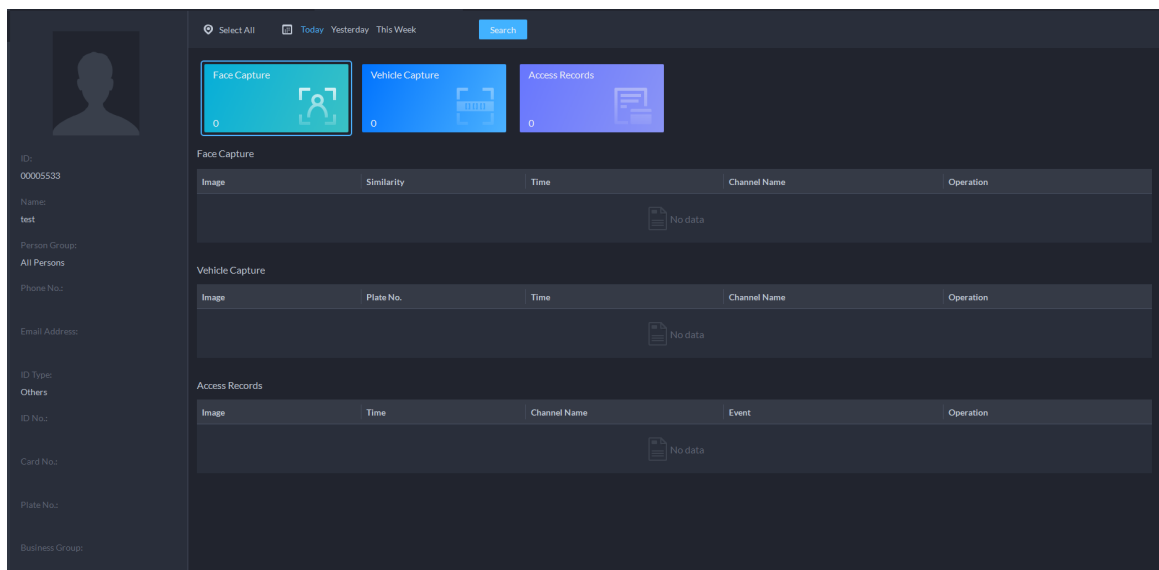 Select All Today Yesterday This Week Search
Face Capture Vehicle Capture Access Records
0 0 0
ID:
00005533
Name:
test
Person Group:
All Persons
Phone No.:
Email Address:
ID Type:
Others
ID No.:
Card No.:
Plate No.:
Business Group:
Face Capture
Image Similarity Time Channel Name Operation
No data
Vehicle Capture
Image Plate No. Time Channel Name Operation
No data
Access Records
Image Time Channel Name Event Operation
No data